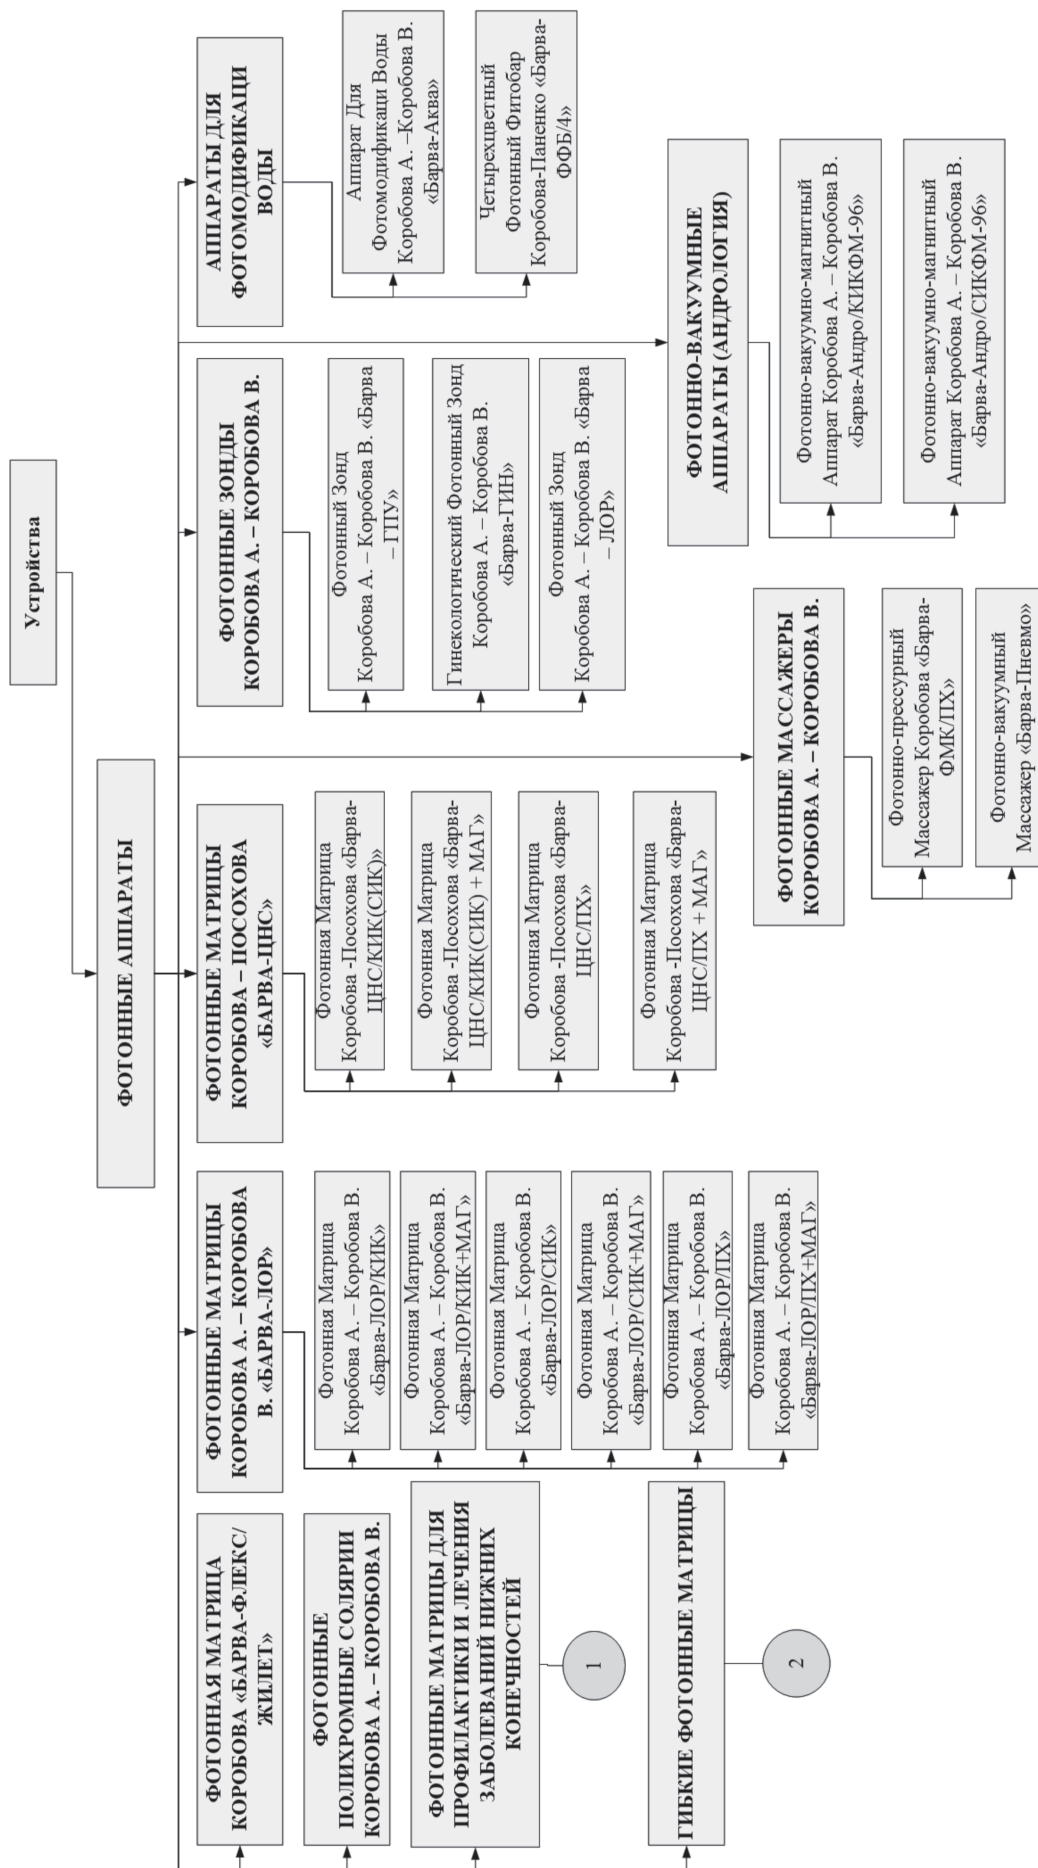 Устройства
ФОТОННЫЕ АППАРАТЫ
ФОТОННАЯ МАТРИЦА
КОРОБОВА «БАРВА-ФЛЕКС/
ЖИЛЕТ»
ФОТОННЫЕ
ПОЛИХРОМНЫЕ СОЛЯРИИ
КОРОБОВА А. – КОРОБОВА В.
ФОТОННЫЕ МАТРИЦЫ ДЛЯ
ПРОФИЛАКТИКИ И ЛЕЧЕНИЯ
ЗАБОЛЕВАНИЙ НИЖНИХ
КОНЕЧНОСТЕЙ
1
ГИБКИЕ ФОТОННЫЕ МАТРИЦЫ
2
ФОТОННЫЕ МАТРИЦЫ
КОРОБОВА А. – КОРОБОВА
В. «БАРВА-ЛОР»
Фотонная Матрица
Коробова А. – Коробова В.
«Барва-ЛОР/КИК»
Фотонная Матрица
Коробова А. – Коробова В.
«Барва-ЛОР/КИК+МАГ»
Фотонная Матрица
Коробова А. – Коробова В.
«Барва-ЛОР/СИК»
Фотонная Матрица
Коробова А. – Коробова В.
«Барва-ЛОР/СИК+МАГ»
Фотонная Матрица
Коробова А. – Коробова В.
«Барва-ЛОР/ПХ»
Фотонная Матрица
Коробова А. – Коробова В.
«Барва-ЛОР/ПХ+МАГ»
ФОТОННЫЕ МАТРИЦЫ
КОРОБОВА – ПОСОХОВА
«БАРВА-ЦНС»
Фотонная Матрица
Коробова -Посохова «Барва-
ЦНС/КИК(СИК)»
Фотонная Матрица
Коробова -Посохова «Барва-
ЦНС/КИК(СИК) + МАГ»
Фотонная Матрица
Коробова -Посохова «Барва-
ЦНС/ПХ»
Фотонная Матрица
Коробова -Посохова «Барва-
ЦНС/ПХ + МАГ»
ФОТОННЫЕ МАССАЖЕРЫ
КОРОБОВА А. – КОРОБОВА В.
Фотонно-прессурный
Массажер Коробова «Барва-
ФМК/ПХ»
Фотонно-вакуумный
Массажер «Барва-Пневмо»
ФОТОННЫЕ ЗОНДЫ
КОРОБОВА А. – КОРОБОВА В.
Фотонный Зонд
Коробова А. – Коробова В. «Барва
– ГПУ»
Гинекологический Фотонный Зонд
Коробова А. – Коробова В.
«Барва-ГИН»
Фотонный Зонд
Коробова А. – Коробова В. «Барва
– ЛОР»
ФОТОННО-ВАКУУМНЫЕ
АППАРАТЫ (АНДРОЛОГИЯ)
Фотонно-вакуумно-магнитный
Аппарат Коробова А. – Коробова В.
«Барва-Андро/КИКФМ-96»
Фотонно-вакуумно-магнитный
Аппарат Коробова А. – Коробова В.
«Барва-Андро/СИКФМ-96»
АППАРАТЫ ДЛЯ
ФОТОМОДИФИКАЦИ
ВОДЫ
Аппарат Для
Фотомодификаци Воды
Коробова А. –Коробова В.
«Барва-Аква»
Четырехцветный
Фотонный Фитобар
Коробова-Паненко «Барва-
ФФБ/4»